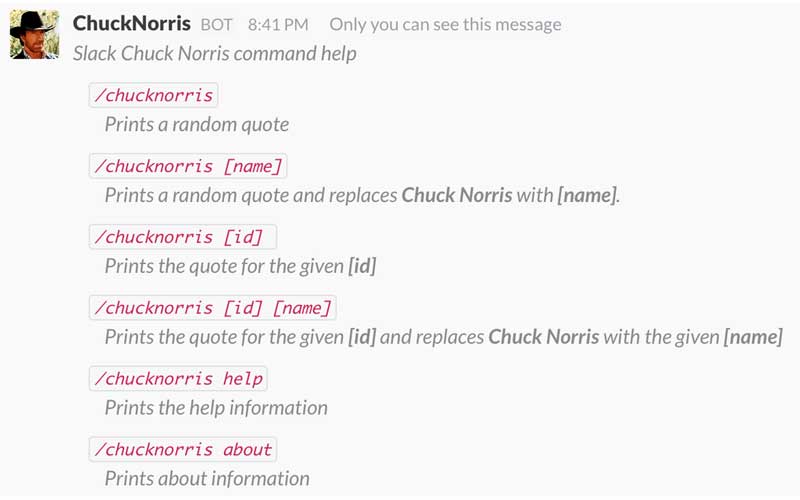 ChuckNorris BOT 8:41 PM Only you can see this message
Slack Chuck Norris command help
/chucknorris
Prints a random quote
/chucknorris [name]
Prints a random quote and replaces Chuck Norris with [name].
/chucknorris [id]
Prints the quote for the given [id]
/chucknorris [id] [name]
Prints the quote for the given [id] and replaces Chuck Norris with the given [name]
/chucknorris help
Prints the help information
/chucknorris about
Prints about information